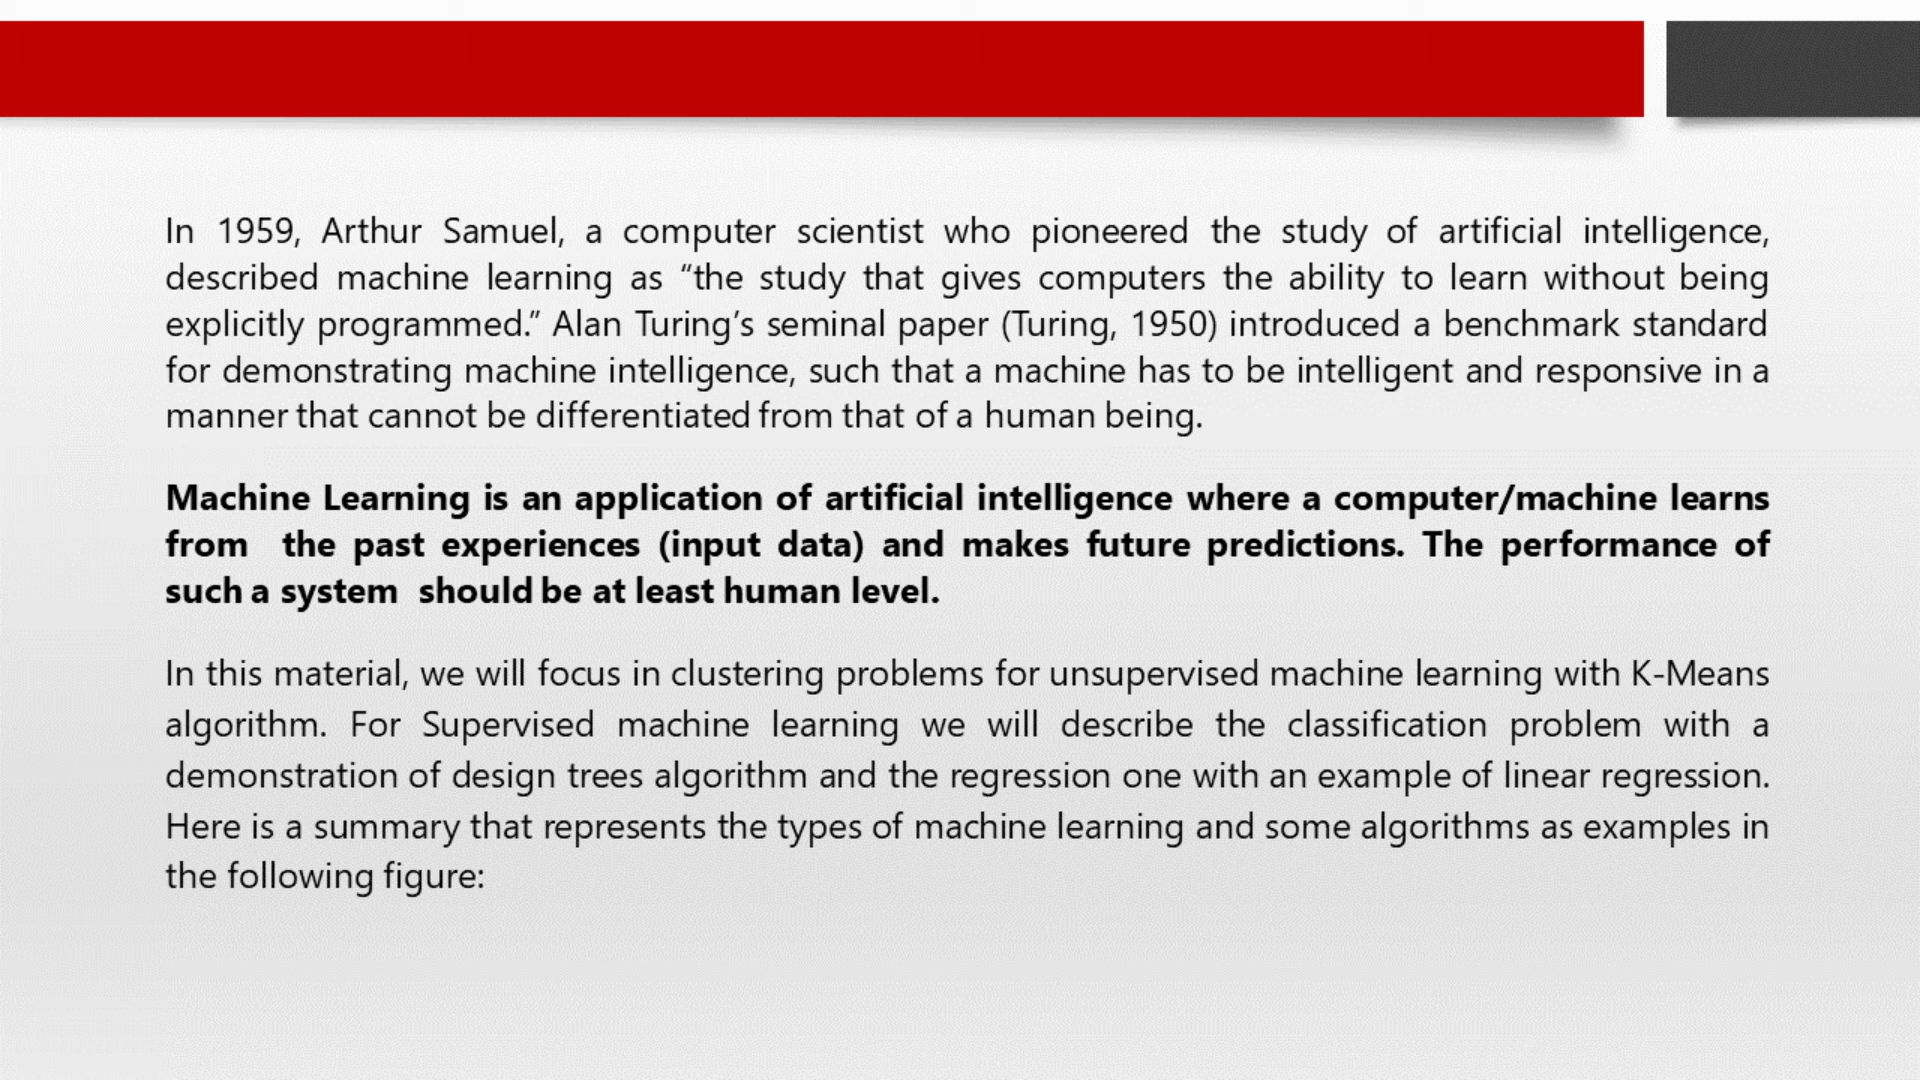 In 1959, Arthur Samuel, a computer scientist who pioneered the study of artificial intelligence,
described machine learning as “the study that gives computers the ability to learn without being
explicitly programmed.” Alan Turing’s seminal paper (Turing, 1950) introduced a benchmark standard
for demonstrating machine intelligence, such that a machine has to be intelligent and responsive in a
manner that cannot be differentiated from that of a human being.
Machine Learning is an application of artificial intelligence where a computer/machine learns
from the past experiences (input data) and makes future predictions. The performance of
such a system should be at least human level.
In this material, we will focus in clustering problems for unsupervised machine learning with K-Means
algorithm. For Supervised machine learning we will describe the classification problem with a
demonstration of design trees algorithm and the regression one with an example of linear regression.
Here is a summary that represents the types of machine learning and some algorithms as examples in
the following figure: